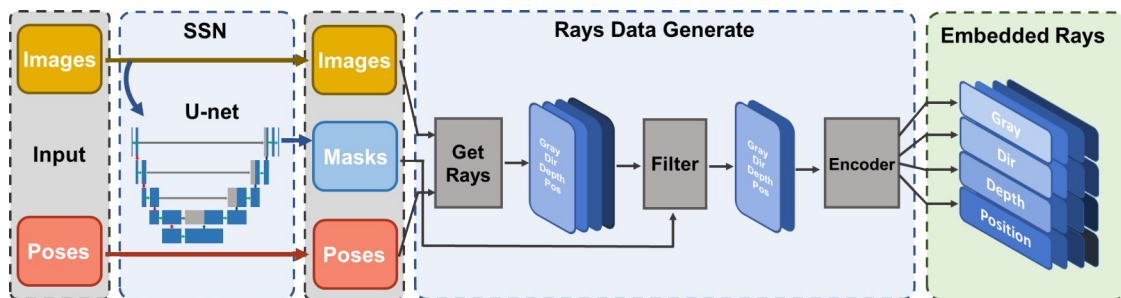 SSN
Rays Data Generate
Embedded Rays
Images
Images
U-net
Input
Masks
Get
Rays
Gray
Dir
Depth
Pos
Filter
Gray
Dir
Depth
Pos
Encoder
Gray
Dir
Depth
Position
Poses
Poses